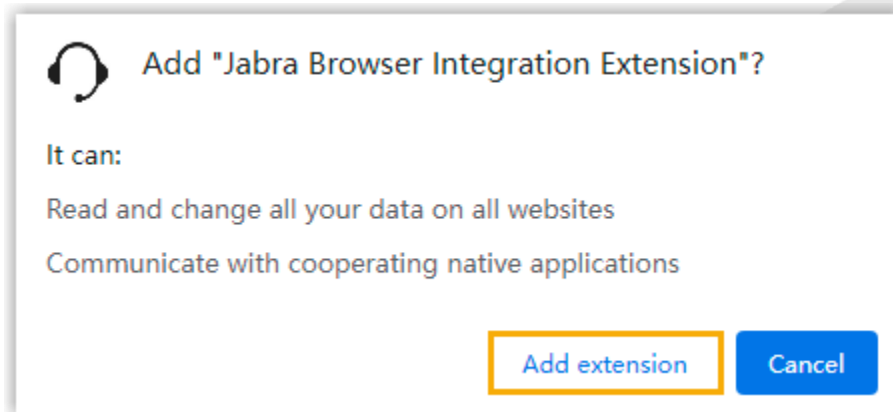 Add "Jabra Browser Integration Extension"?
It can:
Read and change all your data on all websites
Communicate with cooperating native applications
Add extension Cancel